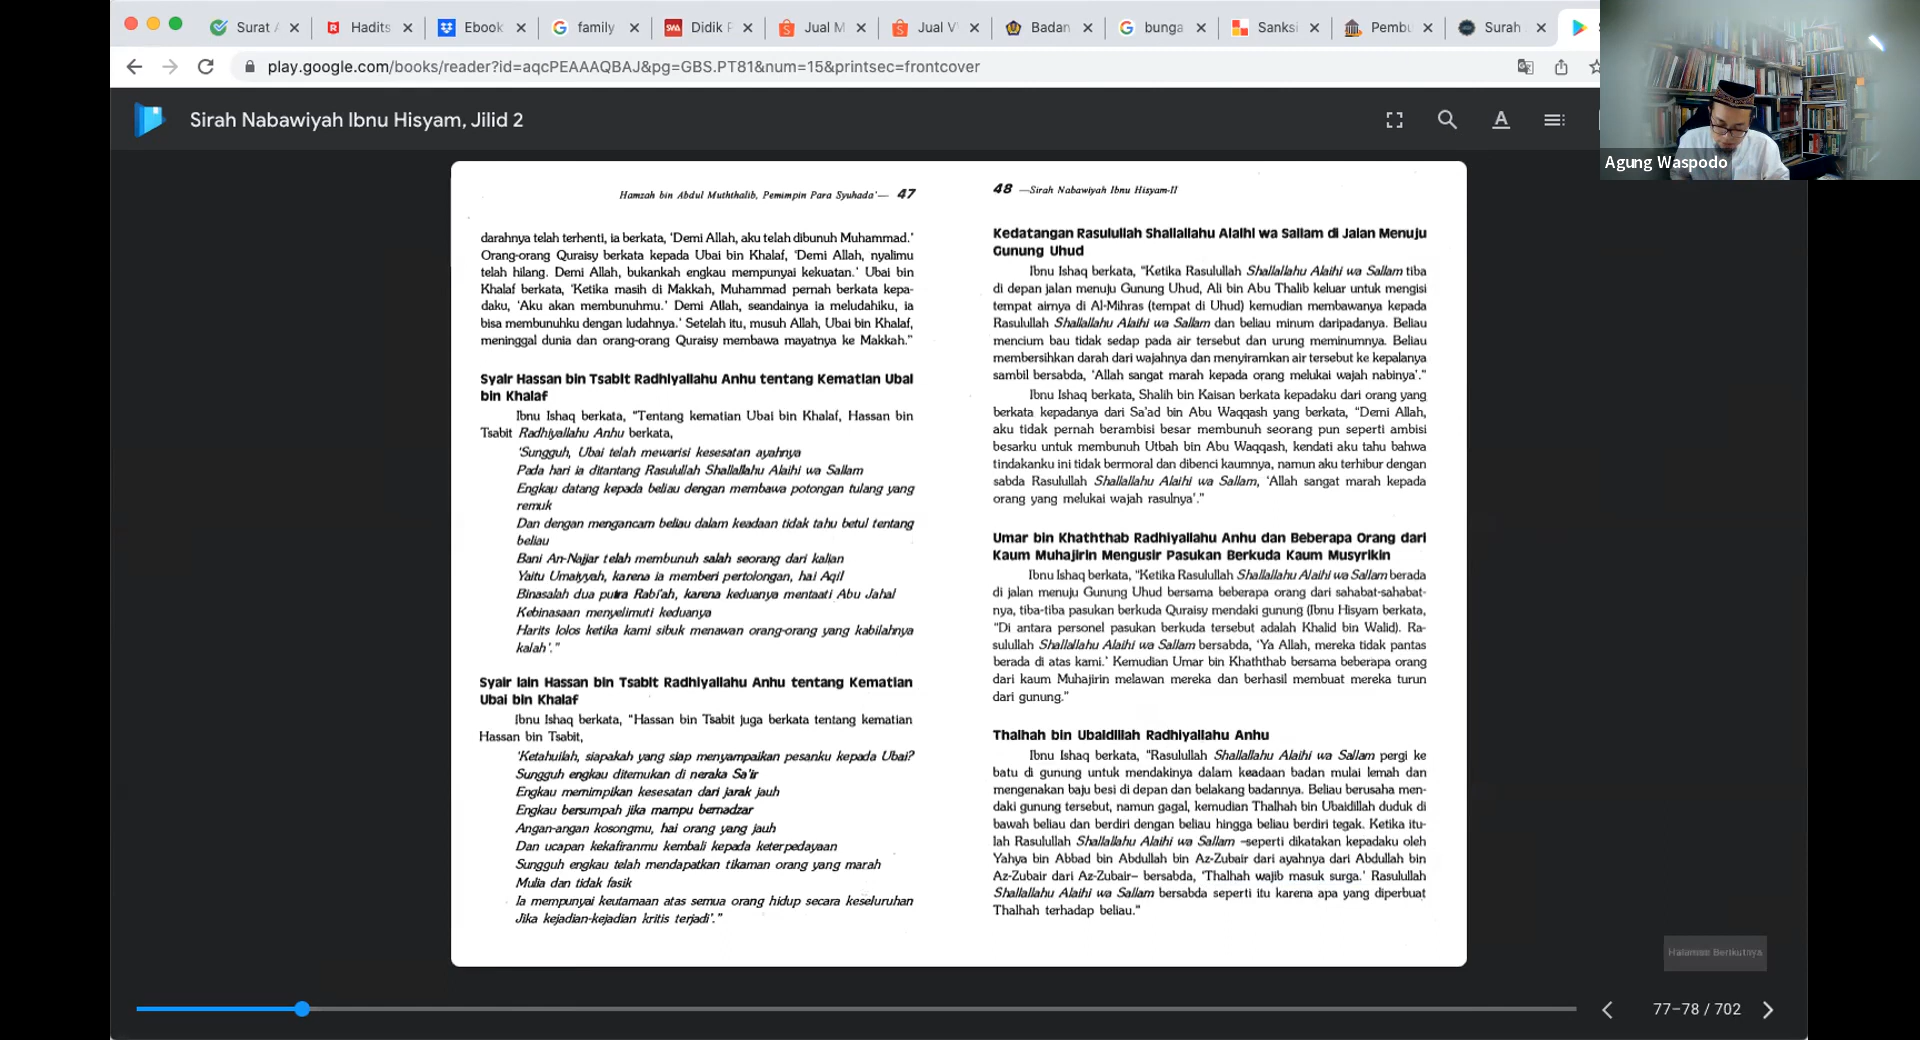 Surat
Hadits
Ebook
family
Didik
Jual M
Jual V
Badan
bunga
Sanksi
Pembu
Surah
play.google.com/books/reader?id=aqcPEAAAQBAJ&pg=GBS.PT81&num=15&printsec=frontcover
Sirah Nabawiyah Ibnu Hisyam, Jilid 2
Agung Waspodo
Hamzah bin Abdul Muththalib, Pemimpin Para Syuhada'— 47
darahnya telah terhenti, ia berkata, 'Demi Allah, aku telah dibunuh Muhammad.'
Orang-orang Quraisy berkata kepada Ubai bin Khalaf, 'Demi Allah, nyalimu
telah hilang. Demi Allah, bukankah engkau mempunyai kekuatan.' Ubai bin
Khalaf berkata, 'Ketika masih di Makkah, Muhammad pernah berkata kepa-
daku, 'Aku akan membunuhmu.' Demi Allah, seandainya ia meludahiku, ia
bisa membunuhku dengan ludahnya.' Setelah itu, musuh Allah, Ubai bin Khalaf,
meninggal dunia dan orang-orang Quraisy membawa mayatnya ke Makkah."
Syair Hassan bin Tsabit Radhiyallahu Anhu tentang Kematian Ubai
bin Khalaf
Ibnu Ishaq berkata, "Tentang kematian Ubai bin Khalaf, Hassan bin
Tsabit Radhiyallahu Anhu berkata,
'Sungguh, Ubai telah mewarisi kesesatan ayahnya
Pada hari ia ditantang Rasulullah Shallallahu Alaihi wa Sallam
Engkau datang kepada beliau dengan membawa potongan tulang yang
remuk
Dan dengan mengancam beliau dalam keadaan tidak tahu betul tentang
beliau
Bani An-Najjar telah membunuh salah seorang dari kalian
Yaitu Umaiyyah, karena ia memberi pertolongan, hai Aqil
Binasalah dua putra Rabi'ah, karena keduanya mentaati Abu Jahal
Kebinasaan menyelimuti keduanya
Harits lolos ketika kami sibuk menawan orang-orang yang kabilahnya
kalah'."
Syair lain Hassan bin Tsabit Radhiyallahu Anhu tentang Kematian
Ubai bin Khalaf
Ibnu Ishaq berkata, "Hassan bin Tsabit juga berkata tentang kematian
Hassan bin Tsabit,
'Ketahuilah, siapakah yang siap menyampaikan pesanku kepada Ubai?
Sungguh engkau ditemukan di neraka Sa'ir
Engkau memimpikan kesesatan dari jarak jauh
Engkau bersumpah jika mampu bernadzar
Angan-angan kosongmu, hai orang yang jauh
Dan ucapan kekafiranmu kembali kepada keterpedayaan
Sungguh engkau telah mendapatkan tikaman orang yang marah
Mulia dan tidak fasik
Ia mempunyai keutamaan atas semua orang hidup secara keseluruhan
Jika kejadian-kejadian kritis terjadi'."
48 —Sirah Nabawiyah Ibnu Hisyam-II
Kedatangan Rasulullah Shallallahu Alaihi wa Sallam di Jalan Menuju
Gunung Uhud
Ibnu Ishaq berkata, "Ketika Rasulullah Shallallahu Alaihi wa Sallam tiba
di depan jalan menuju Gunung Uhud, Ali bin Abu Thalib keluar untuk mengisi
tempat airnya di Al-Mihras (tempat di Uhud) kemudian membawanya kepada
Rasulullah Shallallahu Alaihi wa Sallam dan beliau minum daripadanya. Beliau
mencium bau tidak sedap pada air tersebut dan urung meminumnya. Beliau
membersihkan darah dari wajahnya dan menyiramkan air tersebut ke kepalanya
sambil bersabda, 'Allah sangat marah kepada orang melukai wajah nabinya'."
Ibnu Ishaq berkata, Shalih bin Kaisan berkata kepadaku dari orang yang
berkata kepadanya dari Sa'ad bin Abu Waqqash yang berkata, "Demi Allah,
aku tidak pernah berambisi besar membunuh seorang pun seperti ambisi
besarku untuk membunuh Utbah bin Abu Waqqash, kendati aku tahu bahwa
tindakanku ini tidak bermoral dan dibenci kaumnya, namun aku terhibur dengan
sabda Rasulullah Shallallahu Alaihi wa Sallam, 'Allah sangat marah kepada
orang yang melukai wajah rasulnya'."
Umar bin Khaththab Radhiyallahu Anhu dan Beberapa Orang dari
Kaum Muhajirin Mengusir Pasukan Berkuda Kaum Musyrikin
Ibnu Ishaq berkata, "Ketika Rasulullah Shallallahu Alaihi wa Sallam berada
di jalan menuju Gunung Uhud bersama beberapa orang dari sahabat-sahabat-
nya, tiba-tiba pasukan berkuda Quraisy mendaki gunung (Ibnu Hisyam berkata,
"Di antara personel pasukan berkuda tersebut adalah Khalid bin Walid). Ra-
sulullah Shallallahu Alaihi wa Sallam bersabda, 'Ya Allah, mereka tidak pantas
berada di atas kami.' Kemudian Umar bin Khaththab bersama beberapa orang
dari kaum Muhajirin melawan mereka dan berhasil membuat mereka turun
dari gunung."
Thalhah bin Ubaidillah Radhiyallahu Anhu
Ibnu Ishaq berkata, "Rasulullah Shallallahu Alaihi wa Sallam pergi ke
batu di gunung untuk mendakinya dalam keadaan badan mulai lemah dan
mengenakan baju besi di depan dan belakang badannya. Beliau berusaha men-
daki gunung tersebut, namun gagal, kemudian Thalhah bin Ubaidillah duduk di
bawah beliau dan berdiri dengan beliau hingga beliau berdiri tegak. Ketika itu-
lah Rasulullah Shallallahu Alaihi wa Sallam –seperti dikatakan kepadaku oleh
Yahya bin Abbad bin Abdullah bin Az-Zubair dari ayahnya dari Abdullah bin
Az-Zubair dari Az-Zubair– bersabda, 'Thalhah wajib masuk surga.' Rasulullah
Shallallahu Alaihi wa Sallam bersabda seperti itu karena apa yang diperbuat
Thalhah terhadap beliau."
Halaman Berikutnya
77–78 / 702